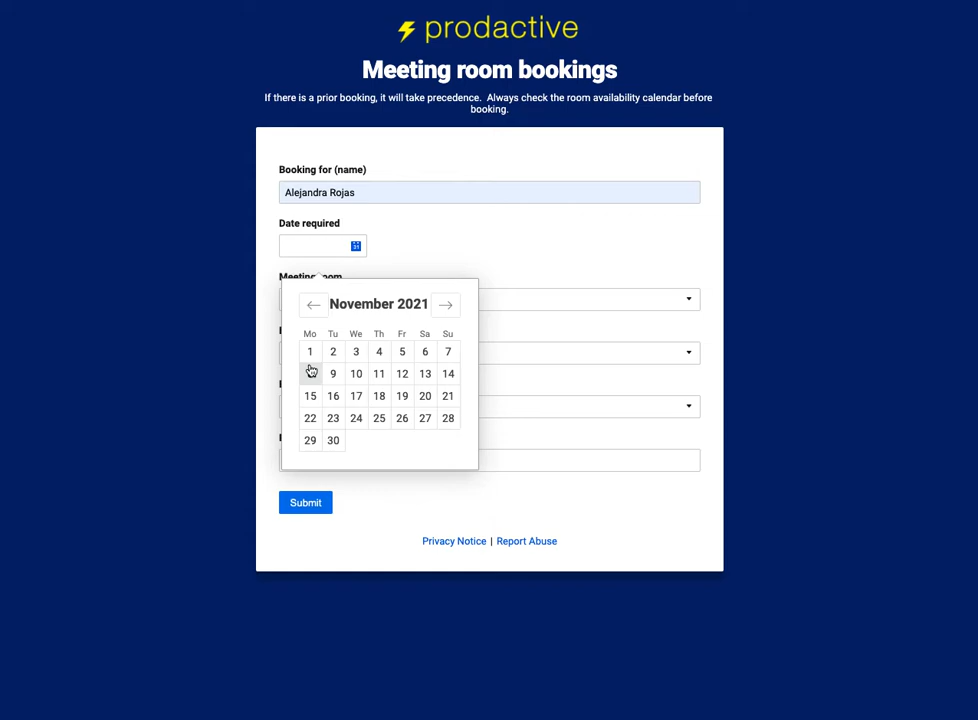 prodactive
Meeting room bookings
If there is a prior booking, it will take precedence.  Always check the room availability calendar before
booking.
Booking for (name)
Alejandra Rojas
Date required
31
Meeting room
November 2021
Mo Tu We Th Fr Sa Su
1 2 3 4 5 6 7
9 10 11 12 13 14
15 16 17 18 19 20 21
22 23 24 25 26 27 28
29 30
Submit
Privacy Notice | Report Abuse